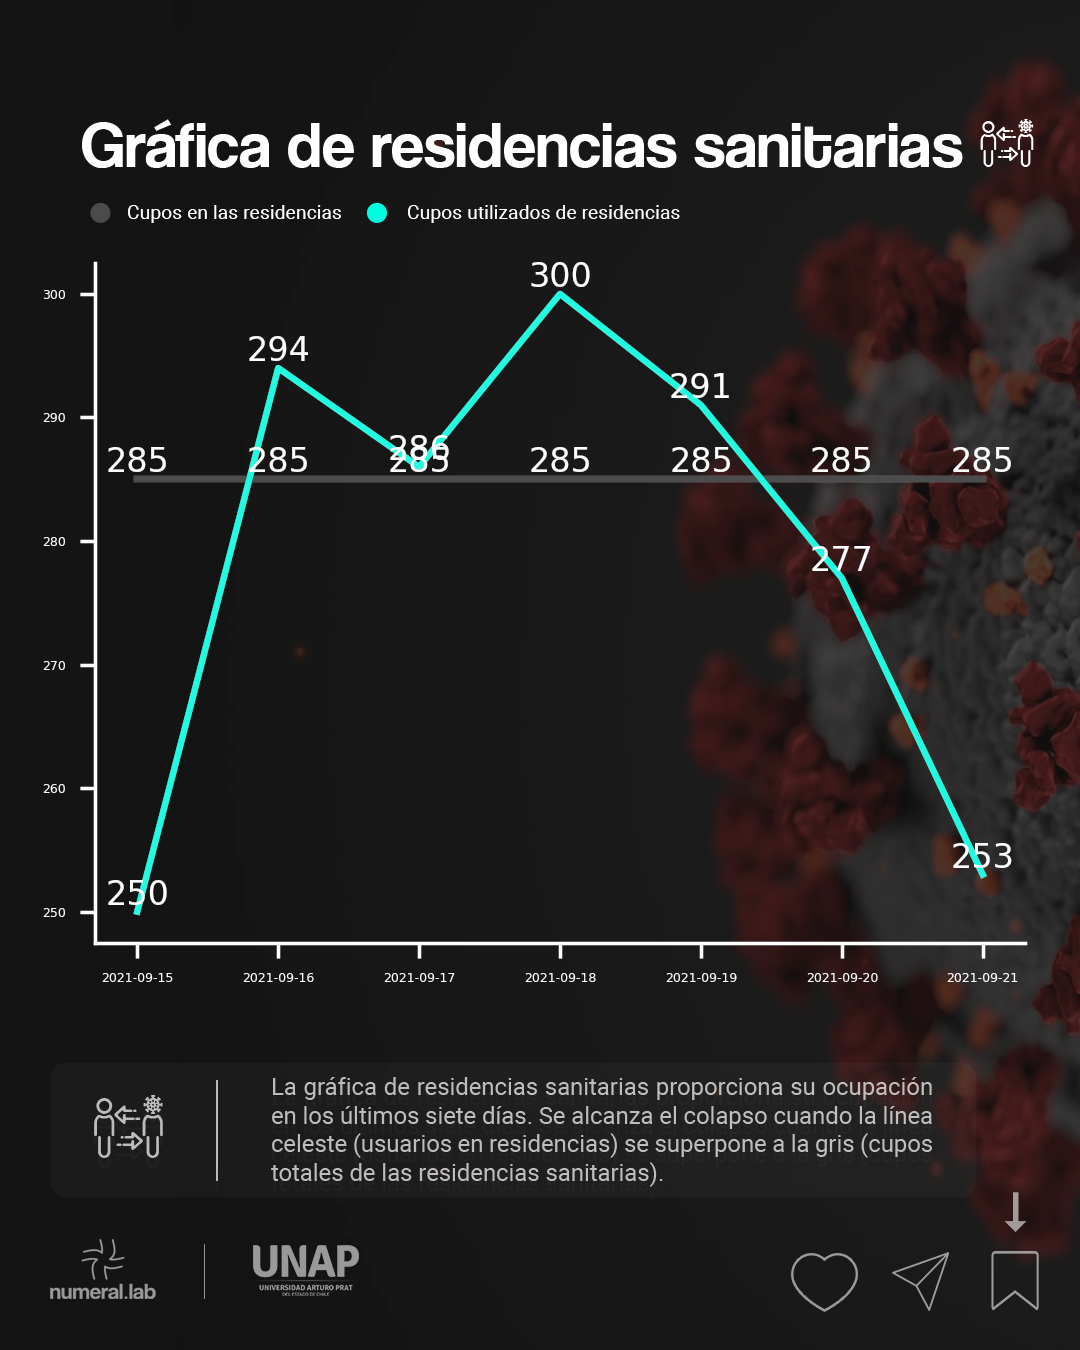 Gráfica de residencias sanitarias
Cupos en las residencias
Cupos utilizados de residencias
300
294
291
286
285 285 285 285 285 285 285
277
253
250
300
290
280
270
260
250
2021-09-15 2021-09-16 2021-09-17 2021-09-18 2021-09-19 2021-09-20 2021-09-21
La gráfica de residencias sanitarias proporciona su ocupación
en los últimos siete días. Se alcanza el colapso cuando la línea
celeste (usuarios en residencias) se superpone a la gris (cupos
totales de las residencias sanitarias).
numeral.lab
UNAP
UNIVERSIDAD ARTURO PRAT
DEL ESTADO DE CHILE